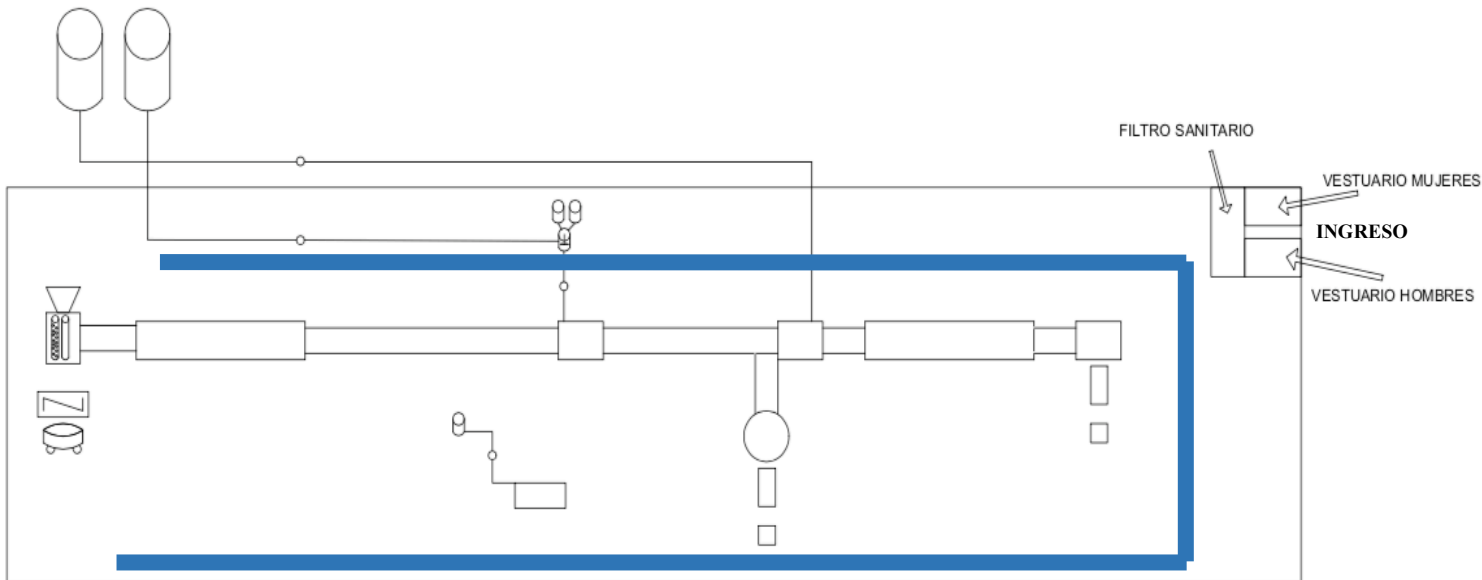 FILTRO SANITARIO
VESTUARIO MUJERES
INGRESO
VESTUARIO HOMBRES